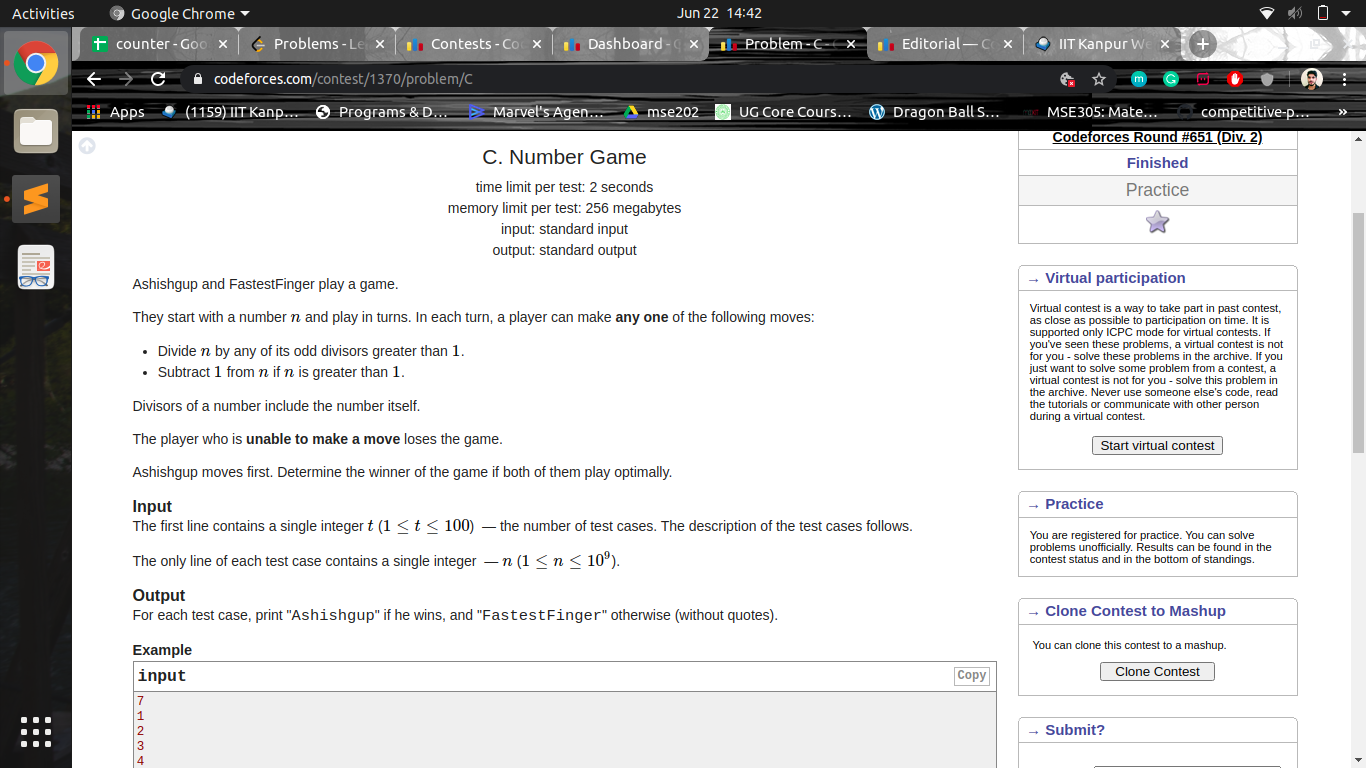 Activities
Google Chrome
Jun 22 14:42
counter - Goo
Problems - Le
Contests - Co
Dashboard -
Problem - C -
Editorial — C
IIT Kanpur We
codeforces.com/contest/1370/problem/C
Apps
(1159) IIT Kanp...
Programs & D...
Marvel's Agen...
mse202
UG Core Cours...
Dragon Ball S...
MSE305: Mate...
competitive-p...
»
C. Number Game
time limit per test: 2 seconds
memory limit per test: 256 megabytes
input: standard input
output: standard output
Ashishgup and FastestFinger play a game.
They start with a number n and play in turns. In each turn, a player can make any one of the following moves:
• Divide n by any of its odd divisors greater than 1.
• Subtract 1 from n if n is greater than 1.
Divisors of a number include the number itself.
The player who is unable to make a move loses the game.
Ashishgup moves first. Determine the winner of the game if both of them play optimally.
Input
The first line contains a single integer t (1 ≤ t ≤ 100) — the number of test cases. The description of the test cases follows.
The only line of each test case contains a single integer — n (1 ≤ n ≤ 10⁹).
Output
For each test case, print "Ashishgup" if he wins, and "FastestFinger" otherwise (without quotes).
Example
input
Copy
7
1
2
3
4
Codeforces Round #651 (Div. 2)
Finished
Practice
→ Virtual participation
Virtual contest is a way to take part in past contest,
as close as possible to participation on time. It is
supported only ICPC mode for virtual contests. If
you've seen these problems, a virtual contest is not
for you - solve these problems in the archive. If you
just want to solve some problem from a contest, a
virtual contest is not for you - solve this problem in
the archive. Never use someone else's code, read
the tutorials or communicate with other person
during a virtual contest.
Start virtual contest
→ Practice
You are registered for practice. You can solve
problems unofficially. Results can be found in the
contest status and in the bottom of standings.
→ Clone Contest to Mashup
You can clone this contest to a mashup.
Clone Contest
→ Submit?